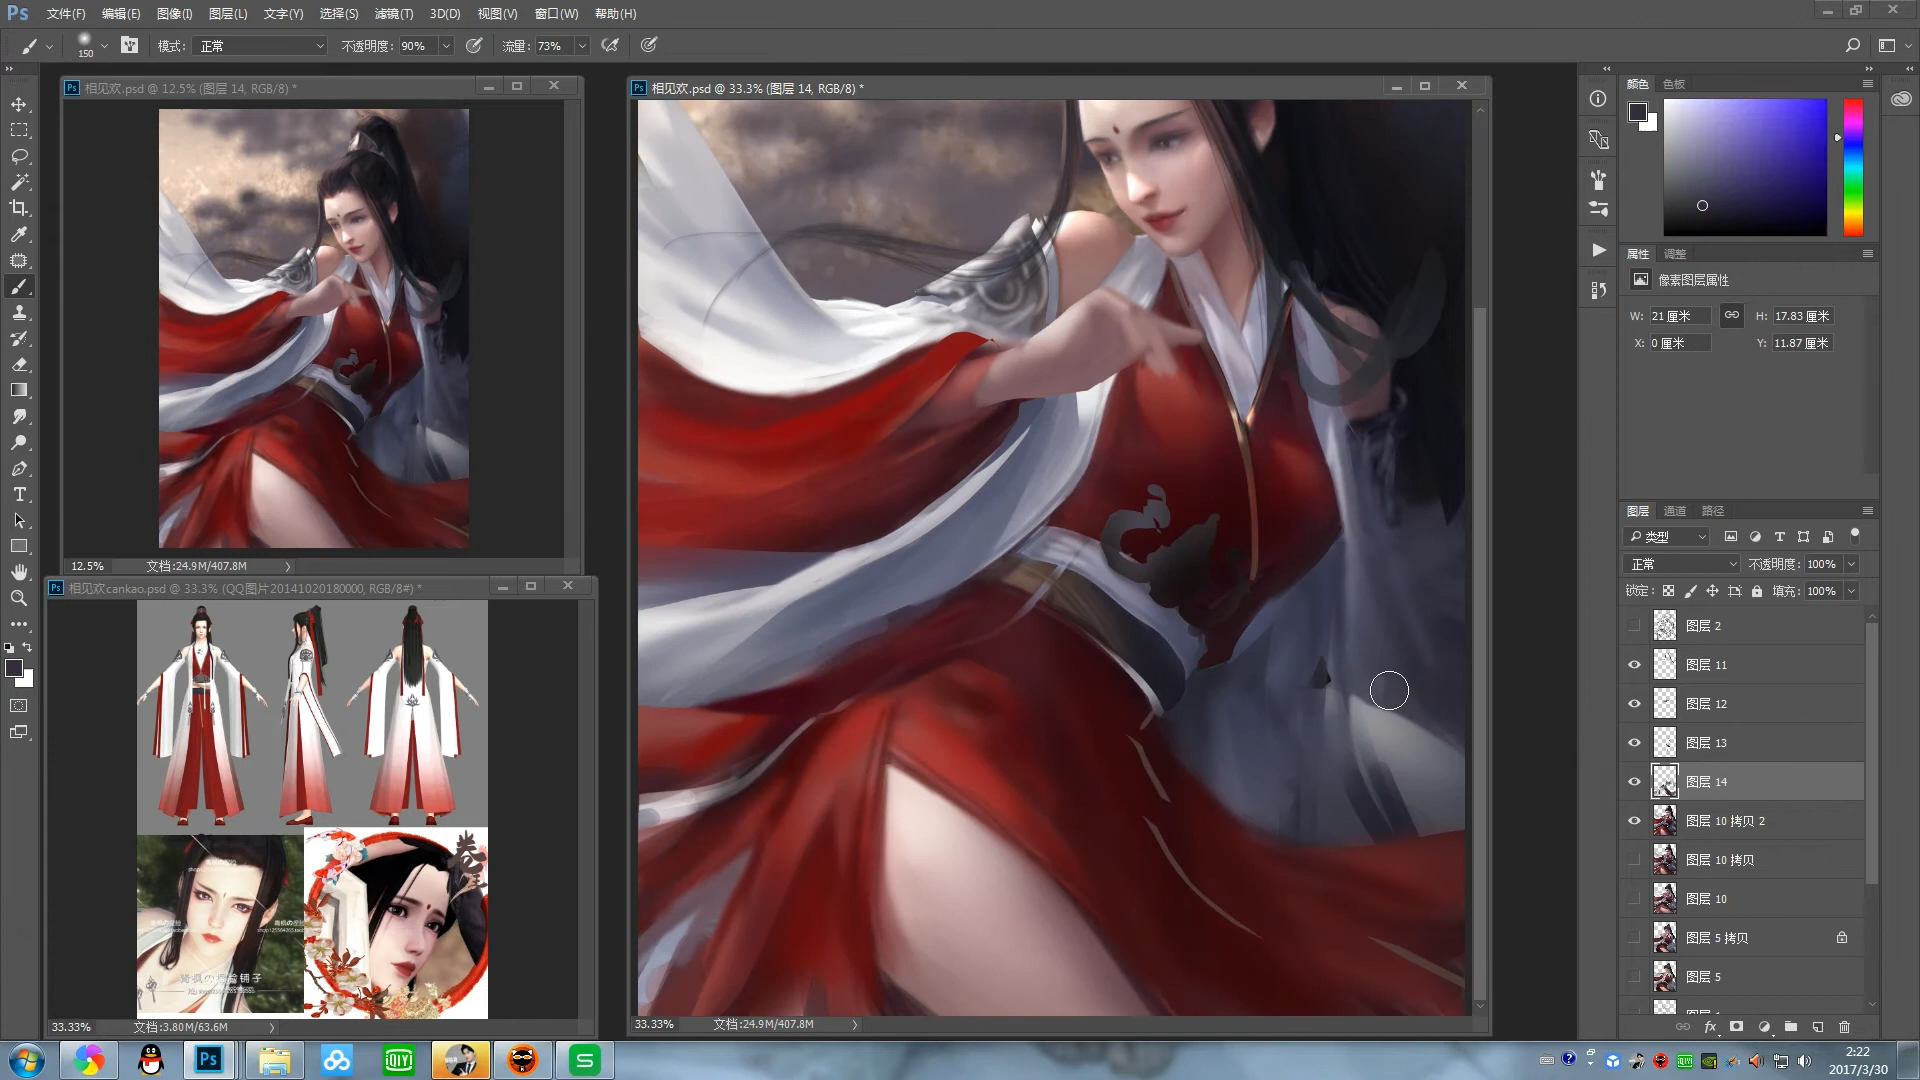 Ps 文件(F) 编辑(E) 图像(I) 图层(L) 文字(Y) 选择(S) 滤镜(T) 3D(D) 视图(V) 窗口(W) 帮助(H)
150 模式: 正常 不透明度: 90% 流量: 73%
Ps 相见欢.psd @ 12.5% (图层 14, RGB/8) *
12.5% 文档:24.9M/407.8M
Ps 相见欢cankao.psd @ 33.3% (QQ图片20141020180000, RGB/8#) *
卷
33.33% 文档:3.80M/63.6M
Ps 相见欢.psd @ 33.3% (图层 14, RGB/8) *
33.33% 文档:24.9M/407.8M
颜色 色板
属性 调整
像素图层属性
W: 21 厘米 H: 17.83 厘米
X: 0 厘米 Y: 11.87 厘米
图层 通道 路径
类型
正常 不透明度: 100%
锁定: 填充: 100%
图层 2
图层 11
图层 12
图层 13
图层 14
图层 10 拷贝 2
图层 10 拷贝
图层 10
图层 5 拷贝
图层 5
fx
Ps
iQIYI
S
2:22
2017/3/30